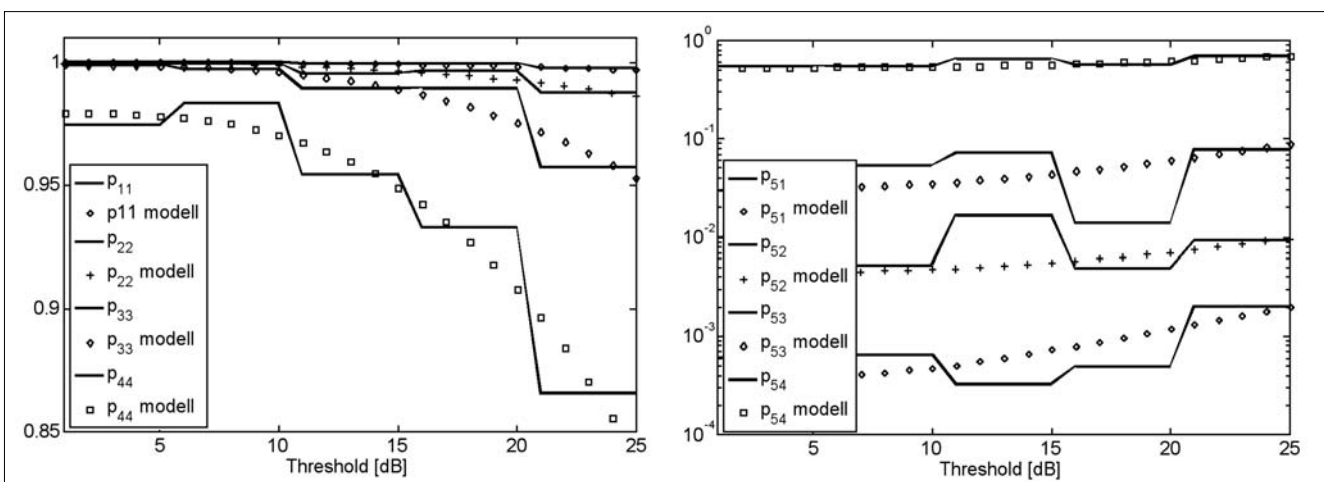 1
0.95
0.9
0.85
p11
p11 modell
p22
p22 modell
p33
p33 modell
p44
p44 modell
5
10
15
20
25
Threshold [dB]
10^0
10^-1
10^-2
10^-3
10^-4
p51
p51 modell
p52
p52 modell
p53
p53 modell
p54
p54 modell
5
10
15
20
25
Threshold [dB]